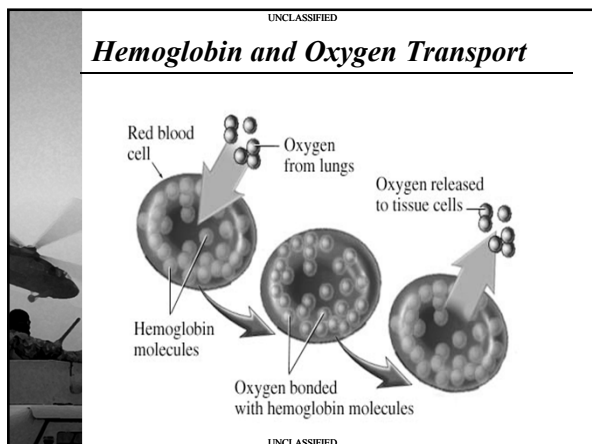 UNCLASSIFIED
Hemoglobin and Oxygen Transport
Red blood
cell
Oxygen
from lungs
Oxygen released
to tissue cells
Hemoglobin
molecules
Oxygen bonded
with hemoglobin molecules
UNCLASSIFIED